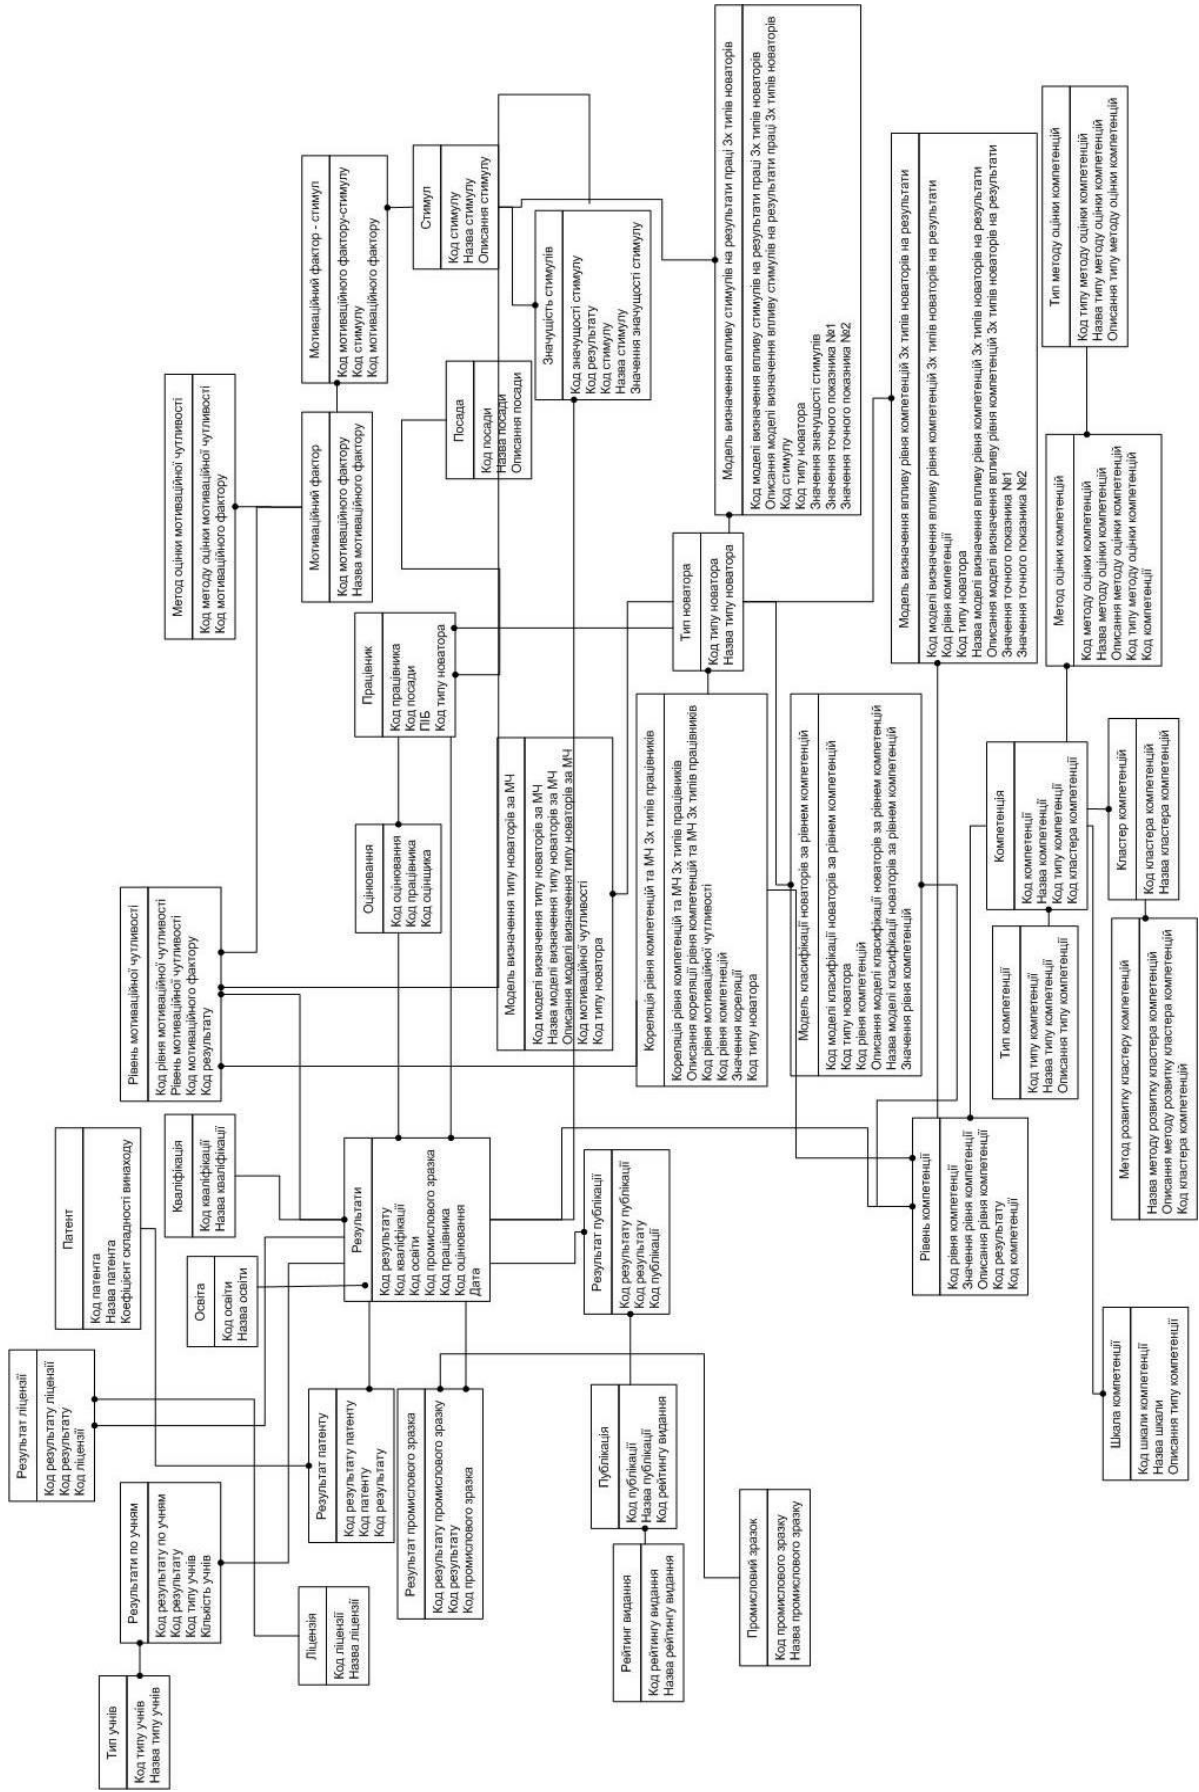 Результат ліцензії
Код результату ліцензії
Код результату
Код ліцензії
Патент
Код патента
Назва патента
Коефіцієнт складності винаходу
Тип учнів
Код типу учнів
Назва типу учнів
Результати по учням
Код результату по учням
Код результату
Код типу учнів
Кількість учнів
Рівень мотиваційної чутливості
Код рівня мотиваційної чутливості
Рівень мотиваційної чутливості
Код мотиваційного фактору
Код результату
Кваліфікація
Код кваліфікації
Назва кваліфікації
Метод оцінки мотиваційної чутливості
Код методу оцінки мотиваційної чутливості
Код мотиваційного фактору
Освіта
Код освіти
Назва освіти
Ліцензія
Код ліцензії
Назва ліцензії
Результат патенту
Код результату патенту
Код патенту
Код результату
Мотиваційний фактор
Код мотиваційного фактору
Назва мотиваційного фактору
Мотиваційний фактор - стимул
Код мотиваційного фактору-стимулу
Код стимулу
Код мотиваційного фактору
Результати
Код результату
Код кваліфікації
Код освіти
Код промислового зразка
Код працівника
Код оцінювання
Дата
Оцінювання
Код оцінювання
Код працівника
Код оцінщика
Працівник
Код працівника
Код посади
ПІБ
Код типу новатора
Результат промислового зразка
Код результату промислового зразку
Код результату
Код промислового зразка
Стимул
Код стимулу
Назва стимулу
Описання стимулу
Посада
Код посади
Назва посади
Описання посади
Модель визначення типу новаторів за МЧ
Код моделі визначення типу новаторів за МЧ
Назва моделі визначення типу новаторів за МЧ
Описання моделі визначення типу новаторів за МЧ
Код мотиваційної чутливості
Код типу новатора
Значущість стимулів
Код значущості стимулу
Код результату
Код стимулу
Назва стимулу
Значення значущості стимулу
Публікація
Код публікації
Назва публікації
Код рейтингу видання
Результат публікації
Код результату публікації
Код результату
Код публікації
Рейтинг видання
Код рейтингу видання
Назва рейтингу видання
Кореляція рівня компетенцій та МЧ 3х типів працівників
Кореляція рівня компетенцій та МЧ 3х типів працівників
Описання кореляції рівня компетенцій та МЧ 3х типів працівників
Код рівня мотиваційної чутливості
Код рівня компетнецій
Значення кореляції
Код типу новатора
Тип новатора
Код типу новатора
Назва типу новатора
Модель визначення впливу стимулів на результати праці 3х типів новаторів
Код моделі визначення впливу стимулів на результати праці 3х типів новаторів
Описання моделі визначення впливу стимулів на результати праці 3х типів новаторів
Код стимулу
Код типу новатора
Значення значущості стимулів
Значення точного показника №1
Значення точного показника №2
Промисловий зразок
Код промислового зразку
Назва промислового зразку
Модель класифікації новаторів за рівнем компетенцій
Код моделі класифікації новаторів за рівнем компетенцій
Код типу новатора
Код рівня компетенцій
Описання моделі класифікації новаторів за рівнем компетенцій
Назва моделі класифікації новаторів за рівнем компетенцій
Значення рівня компетенцій
Модель визначення впливу рівня компетенцій 3х типів новаторів на результати
Код моделі визначення впливу рівня компетенцій 3х типів новаторів на результати
Код рівня компетенції
Код типу новатора
Назва моделі визначення впливу рівня компетенцій 3х типів новаторів на результати
Описання моделі визначення впливу рівня компетенцій 3х типів новаторів на результати
Значення точного показника №1
Значення точного показника №2
Рівень компетенції
Код рівня компетенції
Значення рівня компетенції
Описання рівня компетенції
Код результату
Код компетенції
Тип компетенції
Код типу компетенції
Назва типу компетенції
Описання типу компетенції
Компетенція
Код компетенції
Назва компетенції
Код типу компетенції
Код кластера компетенції
Метод оцінки компетенцій
Код методу оцінки компетенцій
Назва методу оцінки компетенцій
Описання методу оцінки компетенцій
Код типу методу оцінки компетенцій
Код компетенції
Тип методу оцінки компетенцій
Код типу методу оцінки компетенцій
Назва типу методу оцінки компетенцій
Описання типу методу оцінки компетенцій
Шкала компетенції
Код шкали компетенції
Назва шкали
Описання типу компетенції
Метод розвитку кластеру компетенцій
Назва методу розвитку кластера компетенцій
Описання методу розвитку кластера компетенцій
Код кластера компетенцій
Кластер компетенцій
Код кластера компетенцій
Назва кластера компетенцій